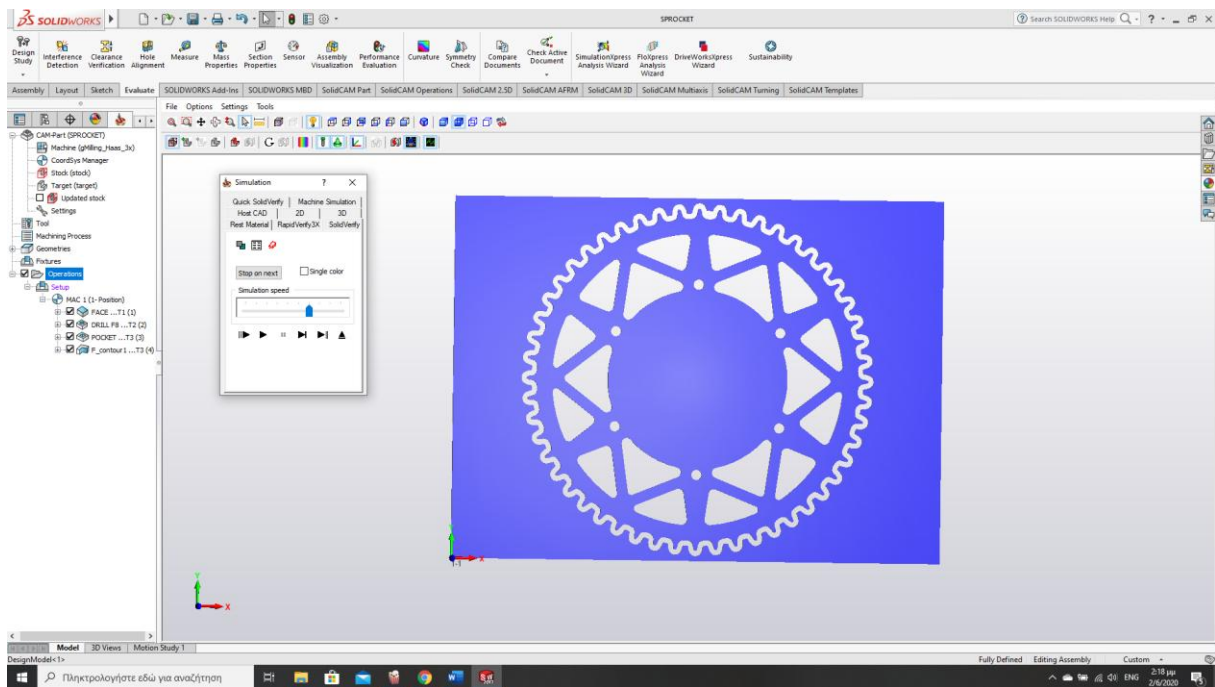 SOLIDWORKS
SPROCKET
Search SOLIDWORKS Help
Design Study
Interference Detection
Clearance Verification
Hole Alignment
Measure
Mass Properties
Section Properties
Sensor
Assembly Visualization
Performance Evaluation
Curvature
Symmetry Check
Compare Documents
Check Active Document
SimulationXpress Analysis Wizard
FloXpress Analysis Wizard
DriveWorksXpress Wizard
Sustainability
Assembly Layout Sketch Evaluate SOLIDWORKS Add-Ins SOLIDWORKS MBD SolidCAM Part SolidCAM Operations SolidCAM 2.5D SolidCAM AFRM SolidCAM 3D SolidCAM Multiaxis SolidCAM Turning SolidCAM Templates
File Options Settings Tools
CAM-Part (SPROCKET)
Machine (gMilling_Haas_3x)
CoordSys Manager
Stock (stock)
Target (target)
Updated stock
Settings
Tool
Machining Process
Geometries
Fixtures
Operations
Setup
MAC 1 (1- Position)
FACE ...T1 (1)
DRILL F8 ...T2 (2)
POCKET ...T3 (3)
F_contour1 ...T3 (4)
Simulation ? X
Quick SolidVerify Machine Simulation
Host CAD 2D 3D
Rest Material RapidVerify3X SolidVerify
Stop on next Single color
Simulation speed
Y
X
Y
X
Model 3D Views Motion Study 1
DesignModel<1>
Fully Defined Editing Assembly Custom
Πληκτρολογήστε εδώ για αναζήτηση
ENG
2:18 μμ
2/6/2020